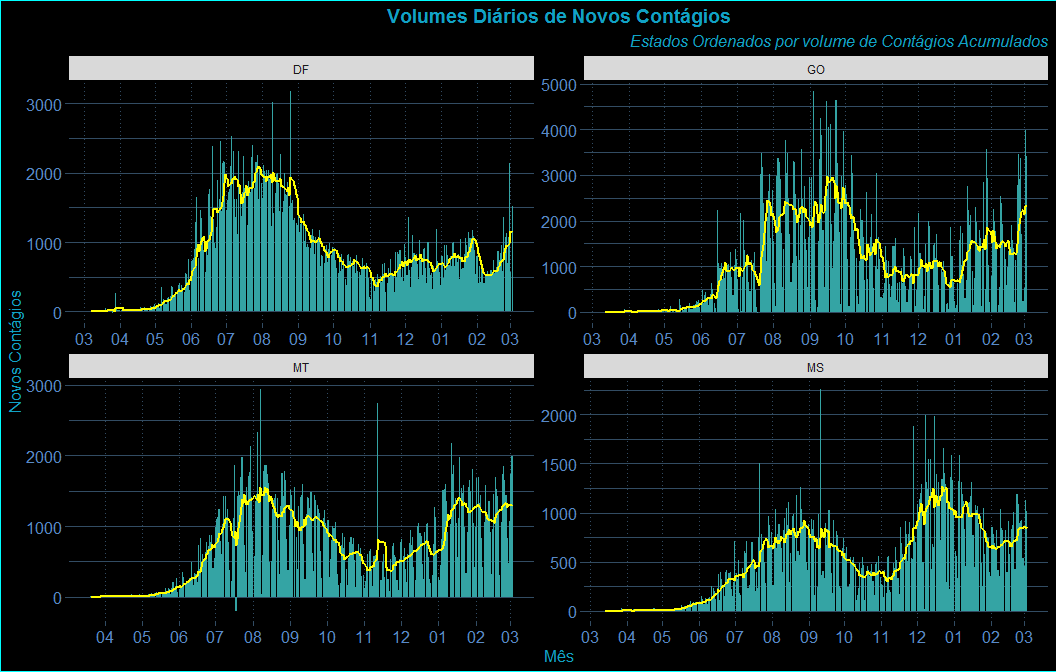 Volumes Diários de Novos Contágios
Estados Ordenados por volume de Contágios Acumulados
DF
GO
3000
2000
1000
0
03 04 05 06 07 08 09 10 11 12 01 02 03
5000
4000
3000
2000
1000
0
03 04 05 06 07 08 09 10 11 12 01 02 03
MT
MS
3000
2000
1000
0
04 05 06 07 08 09 10 11 12 01 02 03
2000
1500
1000
500
0
03 04 05 06 07 08 09 10 11 12 01 02 03
Novos Contágios
Mês